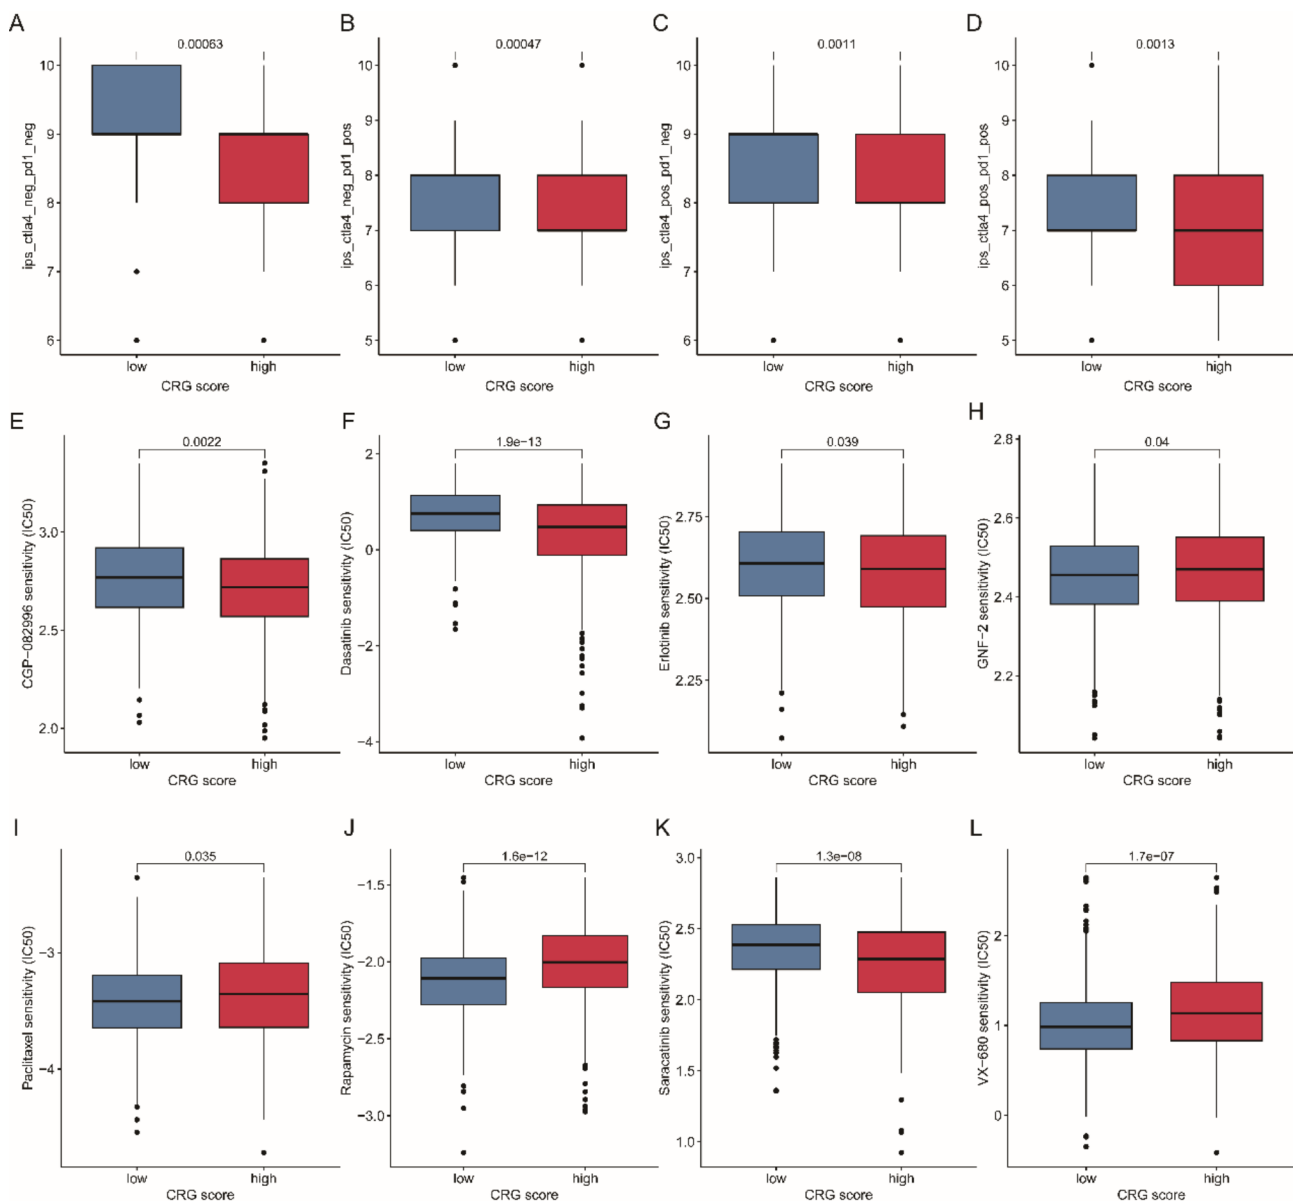 A
0.00063
ips_ctla4_neg_pd1_neg
10
9
8
7
6
low
high
CRG score
B
0.00047
ips_ctla4_neg_pd1_pos
10
9
8
7
6
5
low
high
CRG score
C
0.0011
ips_ctla4_pos_pd1_neg
10
9
8
7
6
low
high
CRG score
D
0.0013
ips_ctla4_pos_pd1_pos
10
9
8
7
6
5
low
high
CRG score
E
0.0022
CGP-082996 sensitivity (IC50)
3.0
2.5
2.0
low
high
CRG score
F
1.9e-13
Dasatinib sensitivity (IC50)
2
0
−2
−4
low
high
CRG score
G
0.039
Erlotinib sensitivity (IC50)
2.75
2.50
2.25
low
high
CRG score
H
0.04
GNF-2 sensitivity (IC50)
2.8
2.6
2.4
2.2
low
high
CRG score
I
0.035
Paclitaxel sensitivity (IC50)
−3
−4
low
high
CRG score
J
1.6e-12
Rapamycin sensitivity (IC50)
−1.5
−2.0
−2.5
−3.0
low
high
CRG score
K
1.3e-08
Saracatinib sensitivity (IC50)
3.0
2.5
2.0
1.5
1.0
low
high
CRG score
L
1.7e-07
VX-680 sensitivity (IC50)
2
1
0
low
high
CRG score